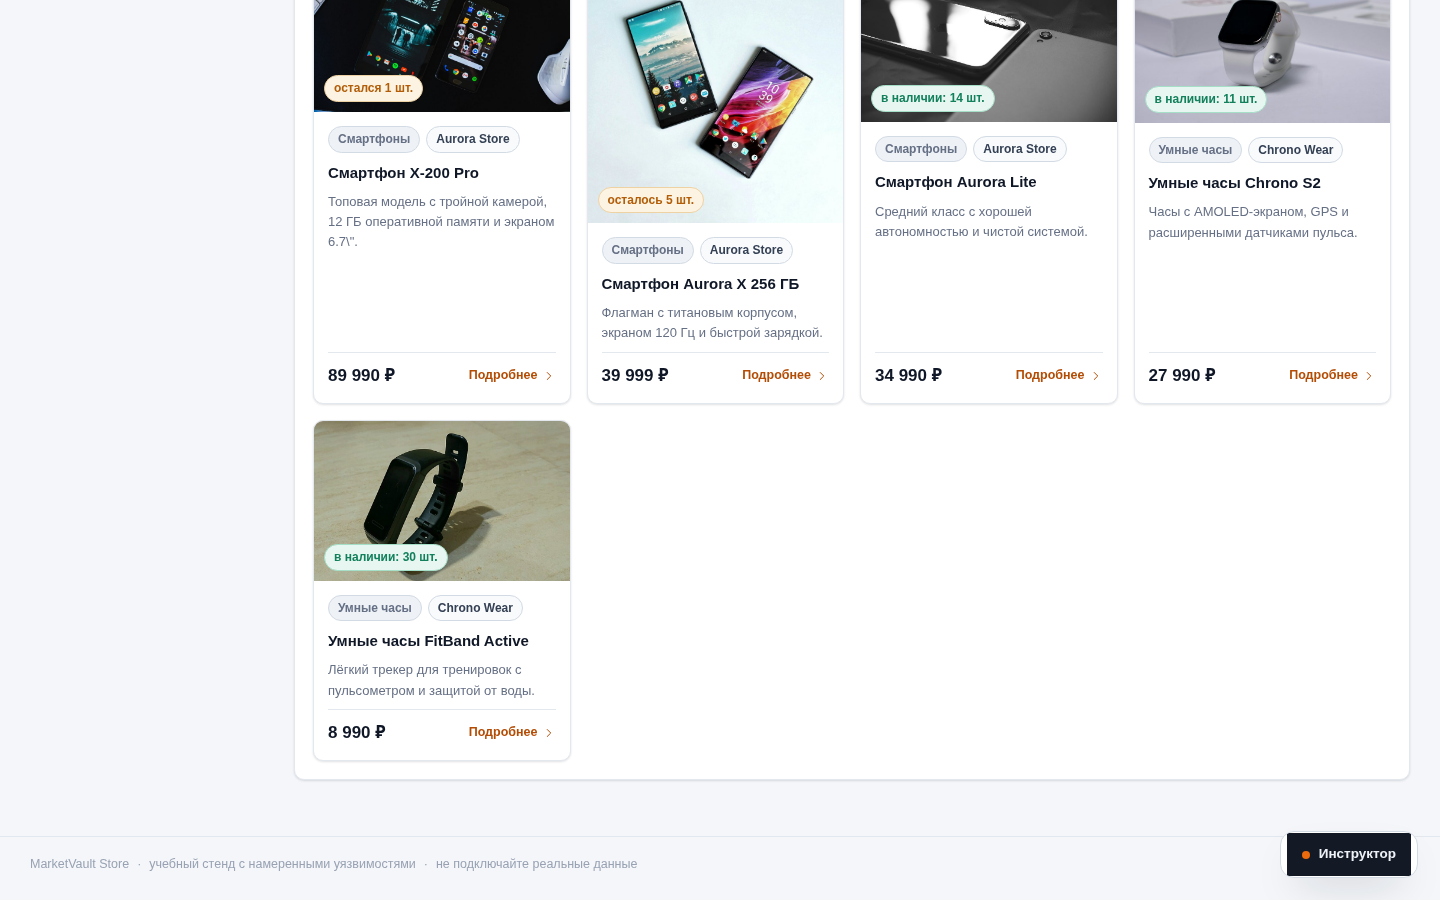 остался 1 шт.
Смартфоны Aurora Store
Смартфон X-200 Pro
Топовая модель с тройной камерой,
12 ГБ оперативной памяти и экраном
6.7\".
89 990 ₽ Подробнее
осталось 5 шт.
Смартфоны Aurora Store
Смартфон Aurora X 256 ГБ
Флагман с титановым корпусом,
экраном 120 Гц и быстрой зарядкой.
39 999 ₽ Подробнее
в наличии: 14 шт.
Смартфоны Aurora Store
Смартфон Aurora Lite
Средний класс с хорошей
автономностью и чистой системой.
34 990 ₽ Подробнее
в наличии: 11 шт.
Умные часы Chrono Wear
Умные часы Chrono S2
Часы с AMOLED-экраном, GPS и
расширенными датчиками пульса.
27 990 ₽ Подробнее
в наличии: 30 шт.
Умные часы Chrono Wear
Умные часы FitBand Active
Лёгкий трекер для тренировок с
пульсометром и защитой от воды.
8 990 ₽ Подробнее
MarketVault Store · учебный стенд с намеренными уязвимостями · не подключайте реальные данные
Инструктор